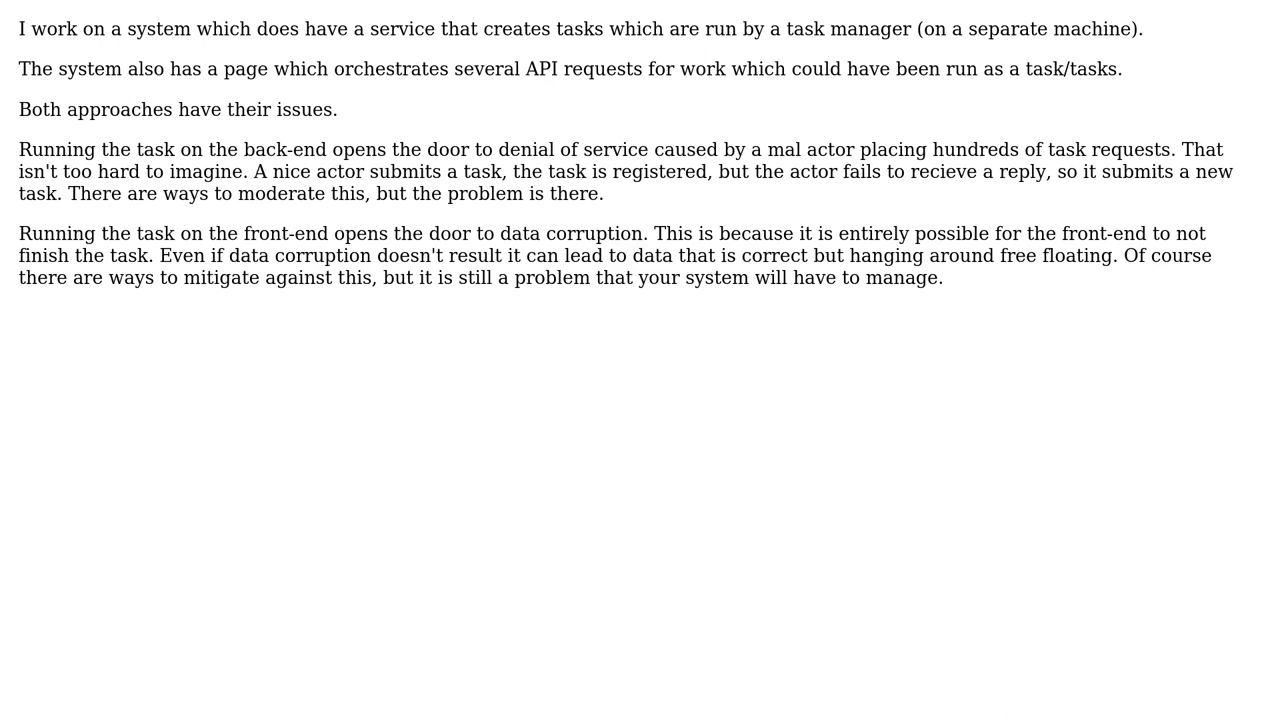 I work on a system which does have a service that creates tasks which are run by a task manager (on a separate machine).
The system also has a page which orchestrates several API requests for work which could have been run as a task/tasks.
Both approaches have their issues.
Running the task on the back-end opens the door to denial of service caused by a mal actor placing hundreds of task requests. That
isn't too hard to imagine. A nice actor submits a task, the task is registered, but the actor fails to recieve a reply, so it submits a new
task. There are ways to moderate this, but the problem is there.
Running the task on the front-end opens the door to data corruption. This is because it is entirely possible for the front-end to not
finish the task. Even if data corruption doesn't result it can lead to data that is correct but hanging around free floating. Of course
there are ways to mitigate against this, but it is still a problem that your system will have to manage.